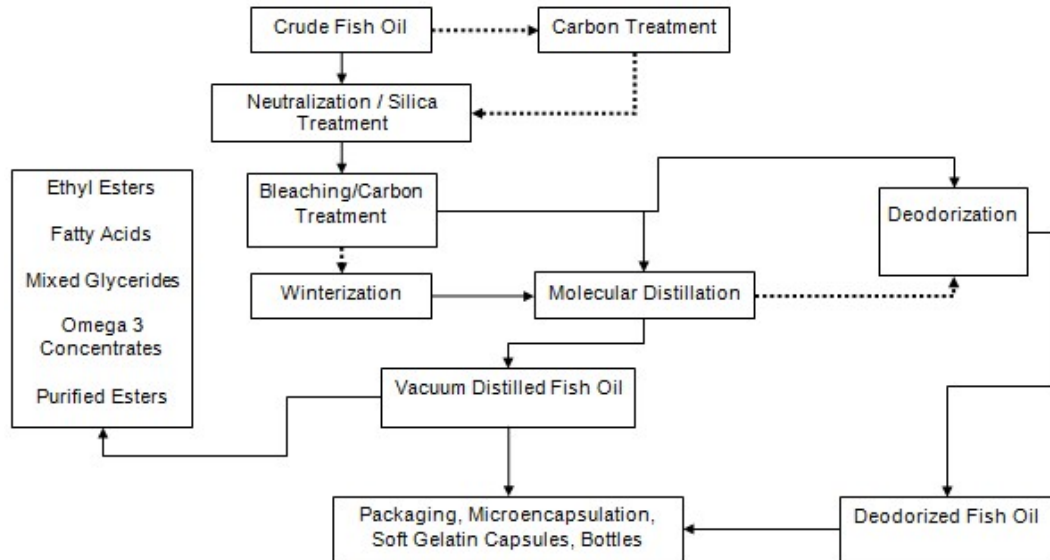 Crude Fish Oil
Carbon Treatment
Neutralization / Silica
Treatment
Bleaching/Carbon
Treatment
Deodorization
Ethyl Esters
Fatty Acids
Mixed Glycerides
Omega 3
Concentrates
Purified Esters
Winterization
Molecular Distillation
Vacuum Distilled Fish Oil
Packaging, Microencapsulation,
Soft Gelatin Capsules, Bottles
Deodorized Fish Oil